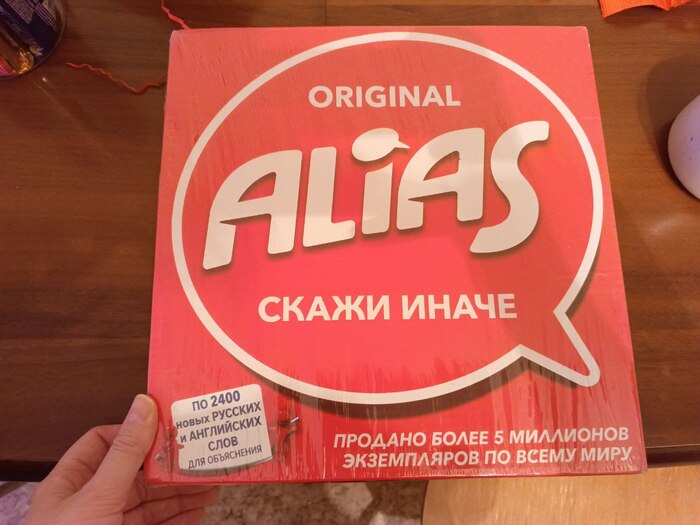 ORIGINAL
ALIAS
СКАЖИ ИНАЧЕ
ПО 2400
новых РУССКИХ
и АНГЛИЙСКИХ
СЛОВ
ДЛЯ ОБЪЯСНЕНИЯ
ПРОДАНО БОЛЕЕ 5 МИЛЛИОНОВ
ЭКЗЕМПЛЯРОВ ПО ВСЕМУ МИРУ